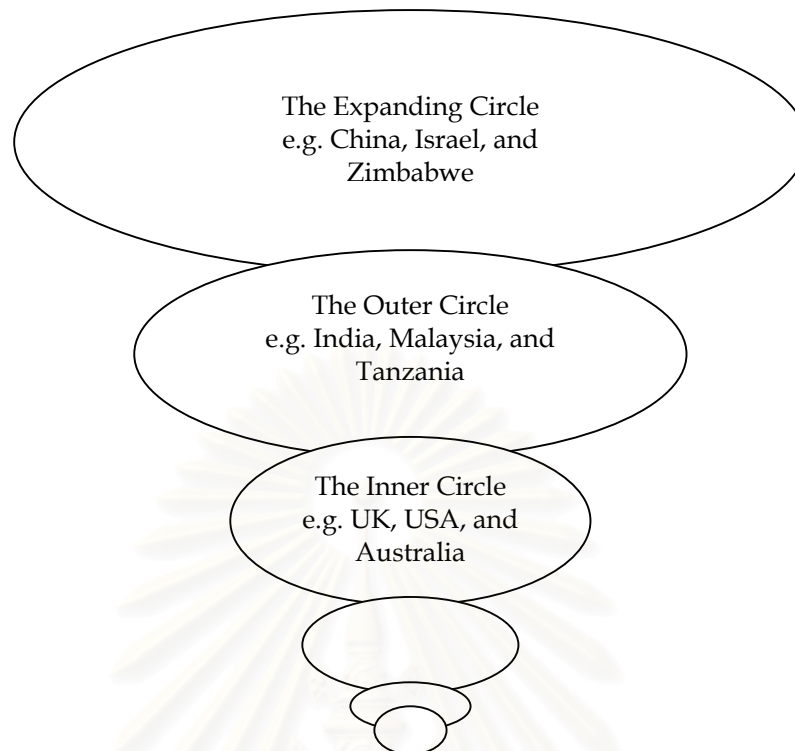 The Expanding Circle
e.g. China, Israel, and
Zimbabwe
The Outer Circle
e.g. India, Malaysia, and
Tanzania
The Inner Circle
e.g. UK, USA, and
Australia